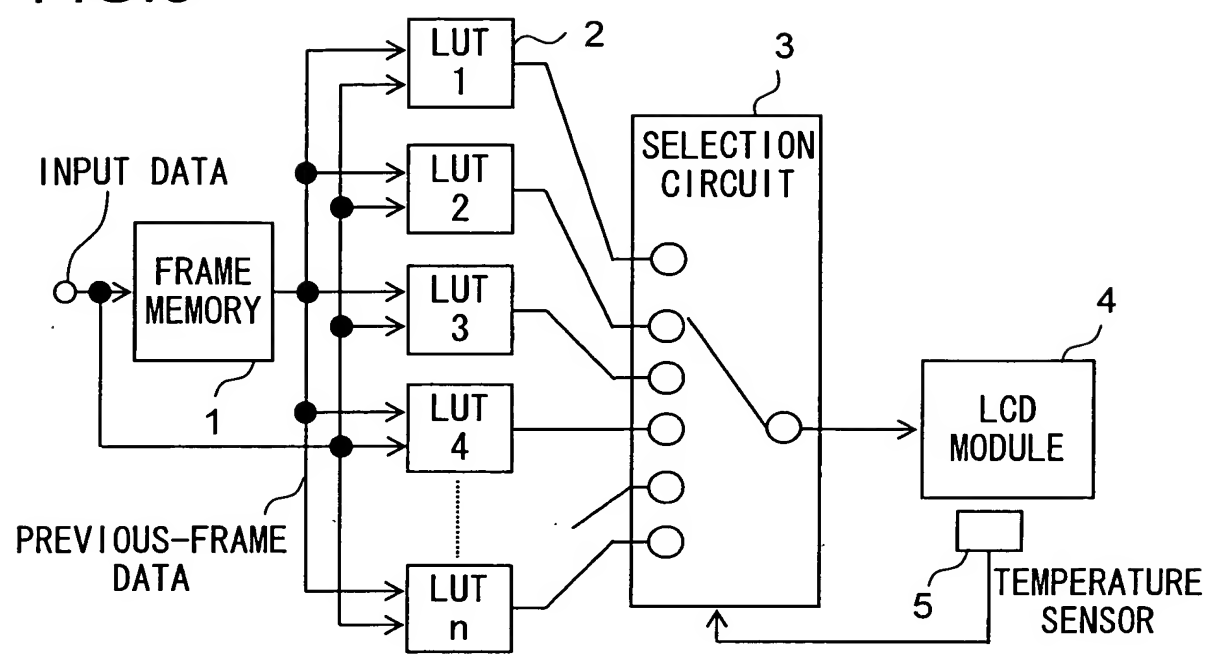 LUT
1
2
3
SELECTION
CIRCUIT
INPUT DATA
LUT
2
FRAME
MEMORY
1
LUT
3
4
LCD
MODULE
LUT
4
PREVIOUS-FRAME
DATA
LUT
n
5
TEMPERATURE
SENSOR